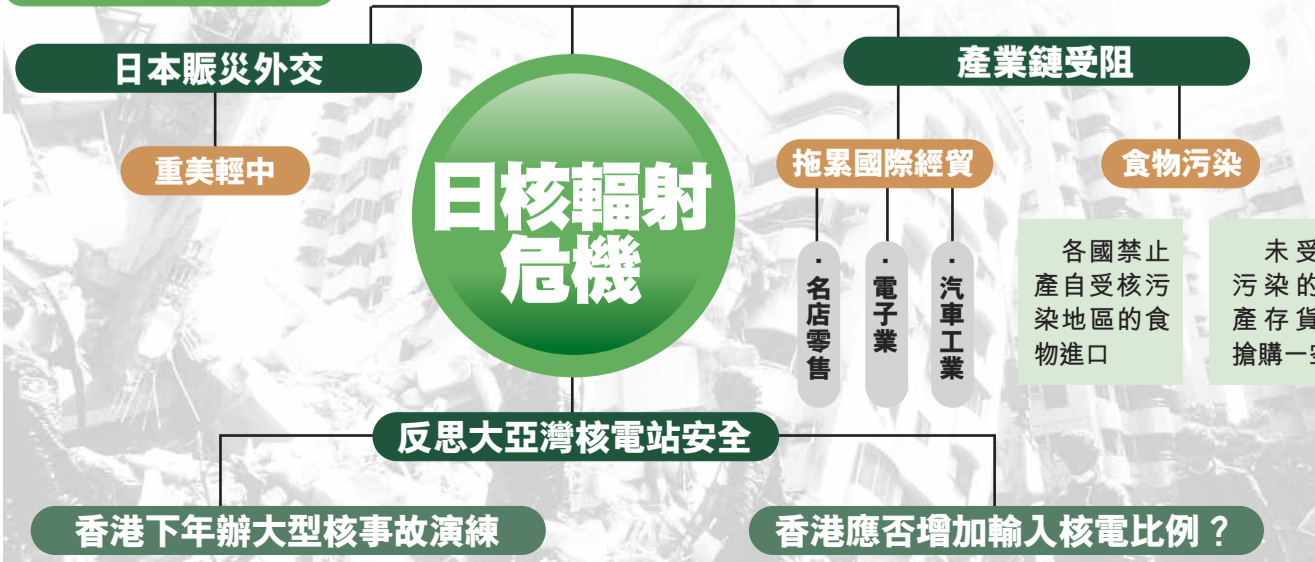 日本賑災外交
產業鏈受阻
重美輕中
日核輻射
危機
拖累國際經貿
食物污染
·名店零售
·電子業
·汽車工業
各國禁止
產自受核污
染地區的食
物進口
未受
污染的
產存貨
搶購一
反思大亞灣核電站安全
香港下年辦大型核事故演練
香港應否增加輸入核電比例？